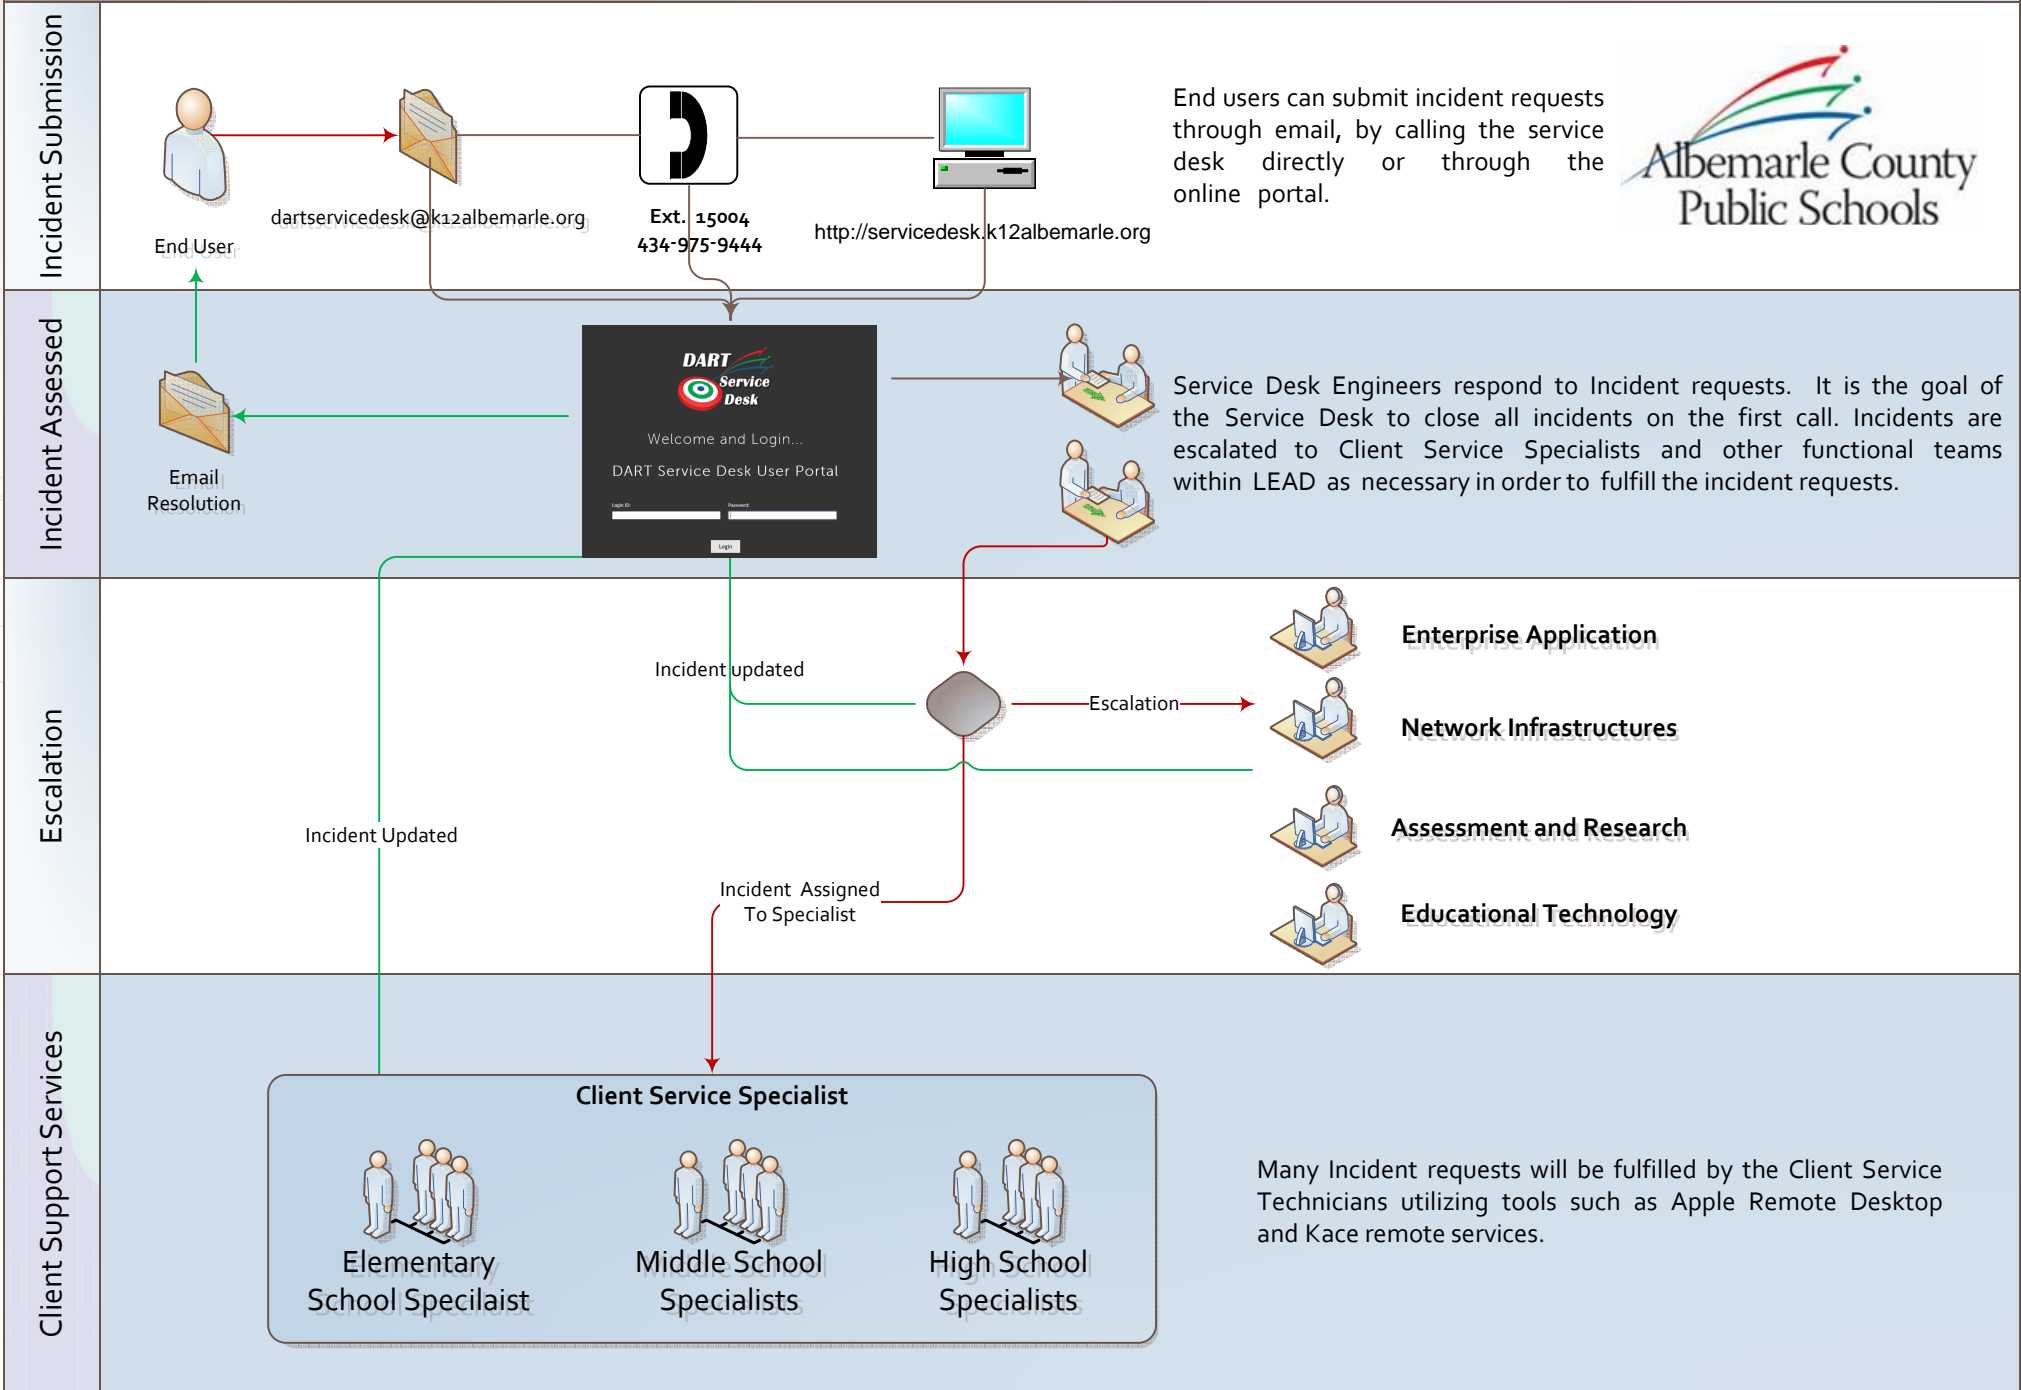 Incident Submission
End User
dartservicedesk@k12albemarle.org
Ext. 15004
434-975-9444
http://servicedesk.k12albemarle.org
End users can submit incident requests
through email, by calling the service
desk directly or through the
online portal.
Albemarle County
Public Schools
Incident Assessed
Email
Resolution
DART
Service
Desk
Welcome and Login...
DART Service Desk User Portal
Login ID:
Password:
Login
Service Desk Engineers respond to Incident requests. It is the goal of
the Service Desk to close all incidents on the first call. Incidents are
escalated to Client Service Specialists and other functional teams
within LEAD as necessary in order to fulfill the incident requests.
Escalation
Incident updated
Escalation
Incident Updated
Incident Assigned
To Specialist
Enterprise Application
Network Infrastructures
Assessment and Research
Educational Technology
Client Support Services
Client Service Specialist
Elementary
School Specilaist
Middle School
Specialists
High School
Specialists
Many Incident requests will be fulfilled by the Client Service
Technicians utilizing tools such as Apple Remote Desktop
and Kace remote services.